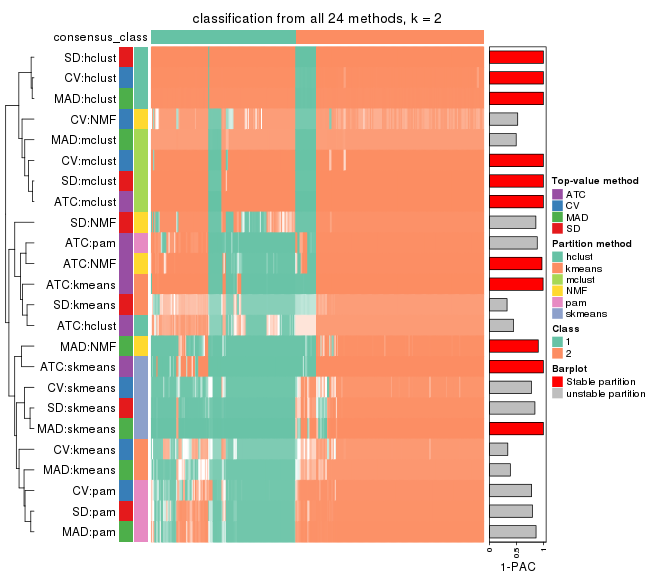 classification from all 24 methods, k = 2
consensus_class
SD:hclust
CV:hclust
MAD:hclust
CV:NMF
MAD:mclust
CV:mclust
SD:mclust
ATC:mclust
SD:NMF
ATC:pam
ATC:NMF
ATC:kmeans
SD:kmeans
ATC:hclust
MAD:NMF
ATC:skmeans
CV:skmeans
SD:skmeans
MAD:skmeans
CV:kmeans
MAD:kmeans
CV:pam
SD:pam
MAD:pam
0
0.5
1
1-PAC
Top-value method
ATC
CV
MAD
SD
Partition method
hclust
kmeans
mclust
NMF
pam
skmeans
Class
1
2
Barplot
Stable partition
unstable partition